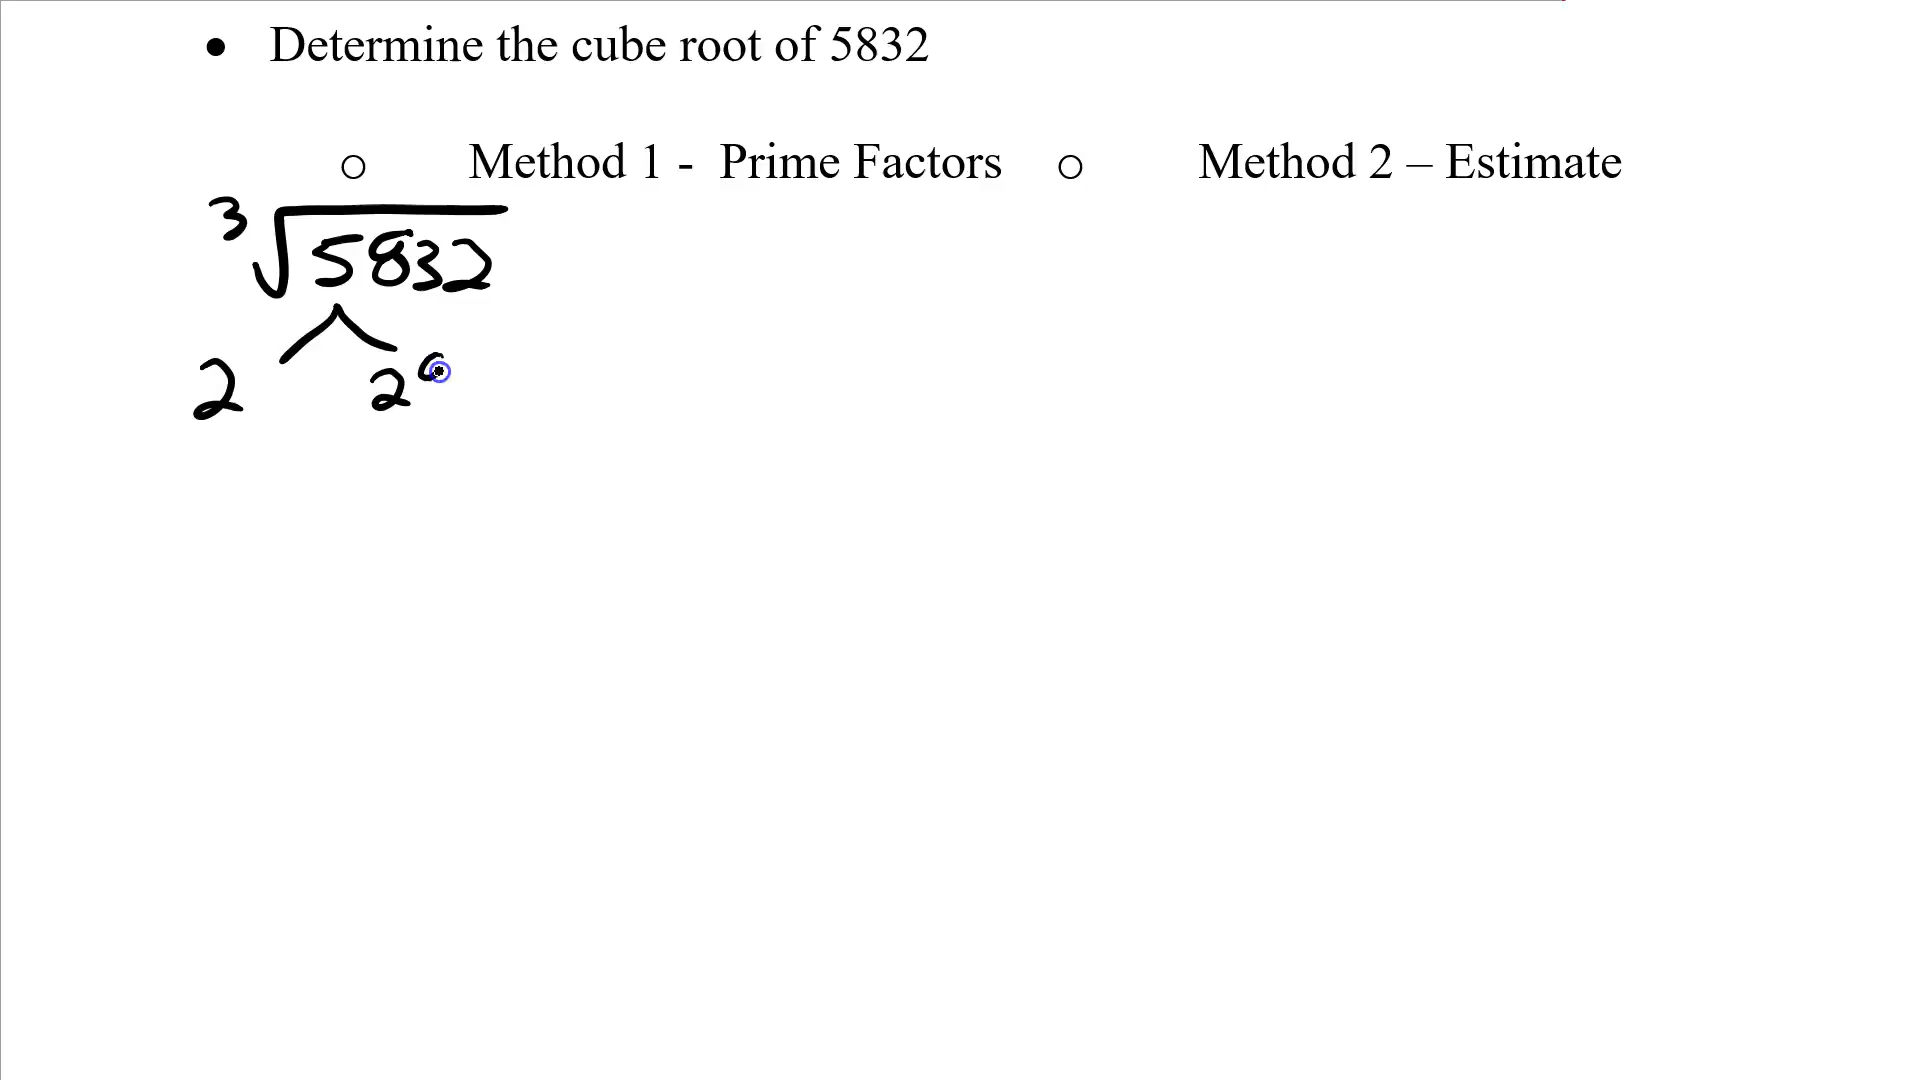 • Determine the cube root of 5832
○ Method 1 - Prime Factors ○ Method 2 – Estimate
3√5832
2 2